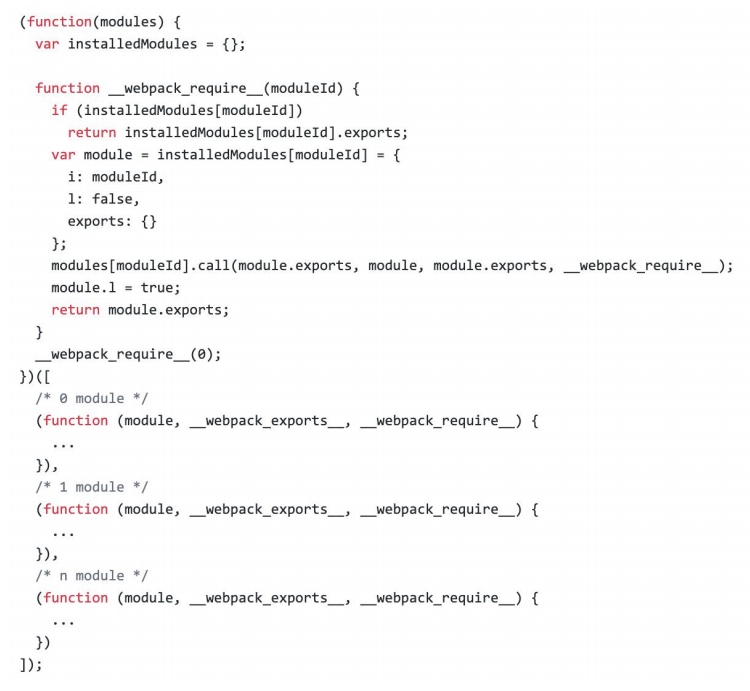 (function(modules) {
  var installedModules = {};

  function __webpack_require__(moduleId) {
    if (installedModules[moduleId])
      return installedModules[moduleId].exports;
    var module = installedModules[moduleId] = {
      i: moduleId,
      l: false,
      exports: {}
    };
    modules[moduleId].call(module.exports, module, module.exports, __webpack_require__);
    module.l = true;
    return module.exports;
  }
  __webpack_require__(0);
})([
  /* 0 module */
  (function (module, __webpack_exports__, __webpack_require__) {
    ...
  }),
  /* 1 module */
  (function (module, __webpack_exports__, __webpack_require__) {
    ...
  }),
  /* n module */
  (function (module, __webpack_exports__, __webpack_require__) {
    ...
  })
]);